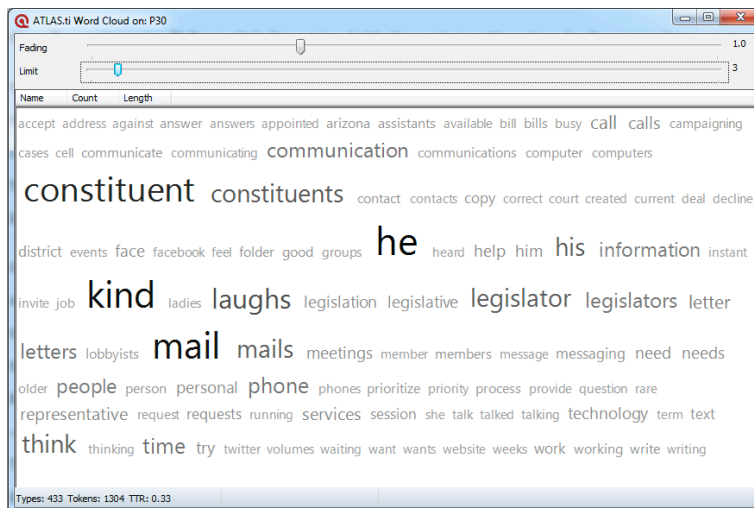 ATLAS.ti Word Cloud on: P30
Fading 1.0
Limit 3
Name Count Length
accept address against answer answers appointed arizona assistants available bill bills busy call calls campaigning
cases cell communicate communicating communication communications computer computers
constituent constituents contact contacts copy correct court created current deal decline
district events face facebook feel folder good groups he heard help him his information instant
invite job kind ladies laughs legislation legislative legislator legislators letter
letters lobbyists mail mails meetings member members message messaging need needs
older people person personal phone phones prioritize priority process provide question rare
representative request requests running services session she talk talked talking technology term text
think thinking time try twitter volumes waiting want wants website weeks work working write writing
Types: 433 Tokens: 1304 TTR: 0.33